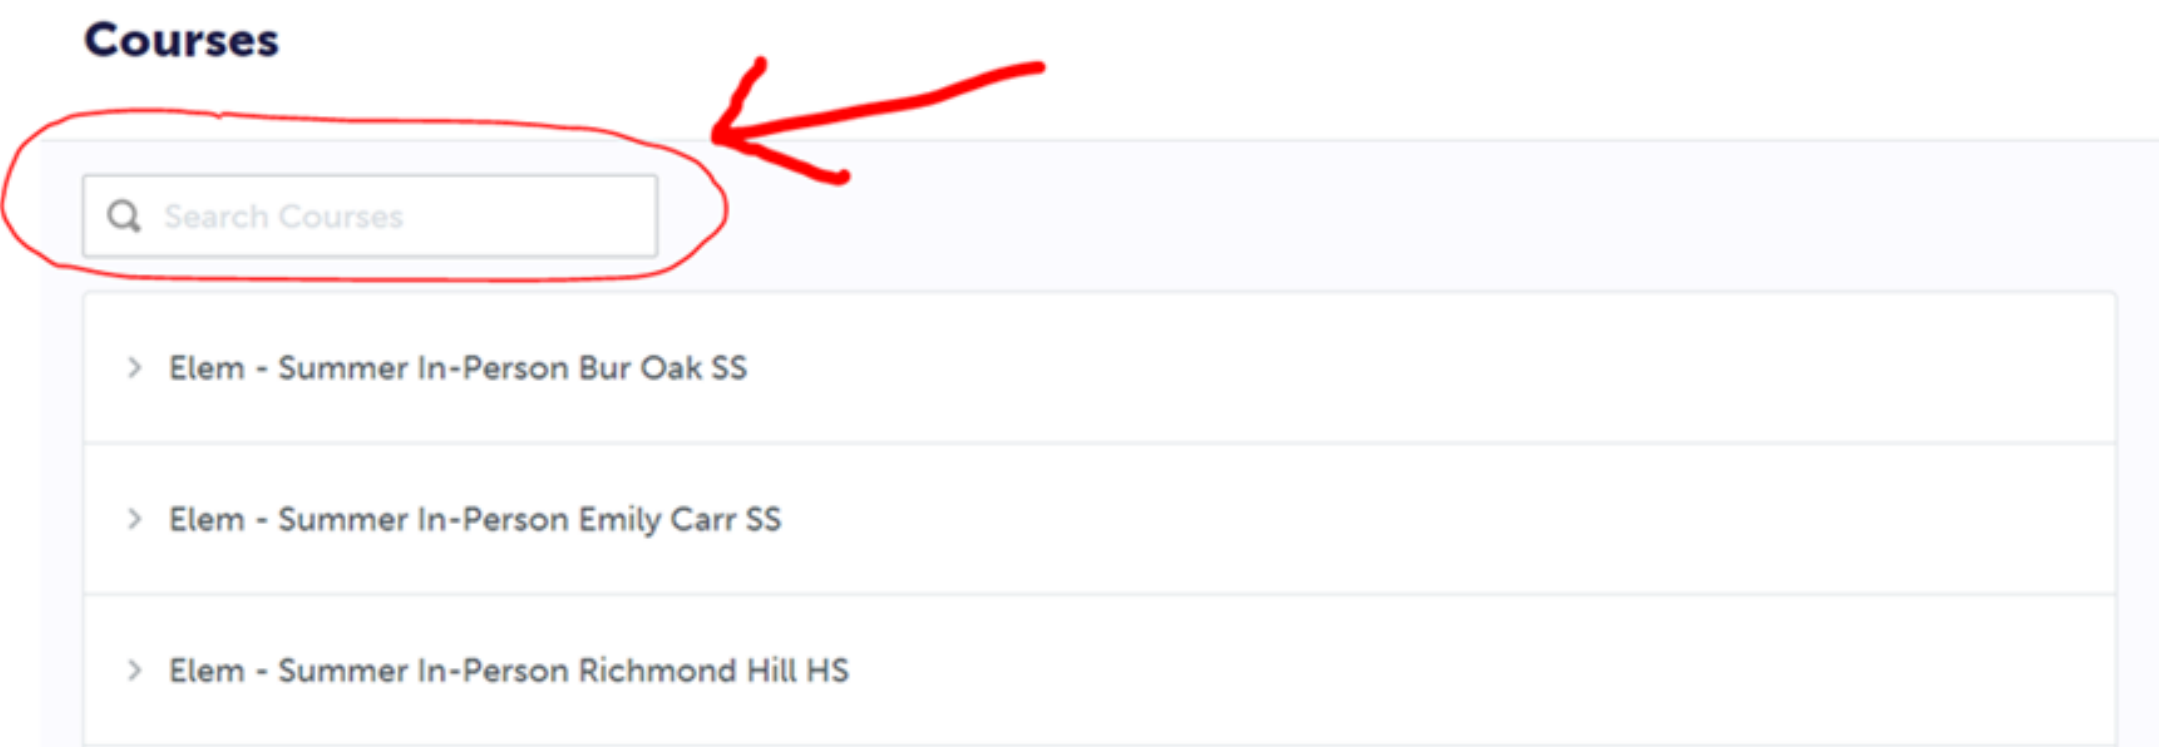 Courses
Search Courses
Elem - Summer In-Person Bur Oak SS
Elem - Summer In-Person Emily Carr SS
Elem - Summer In-Person Richmond Hill HS